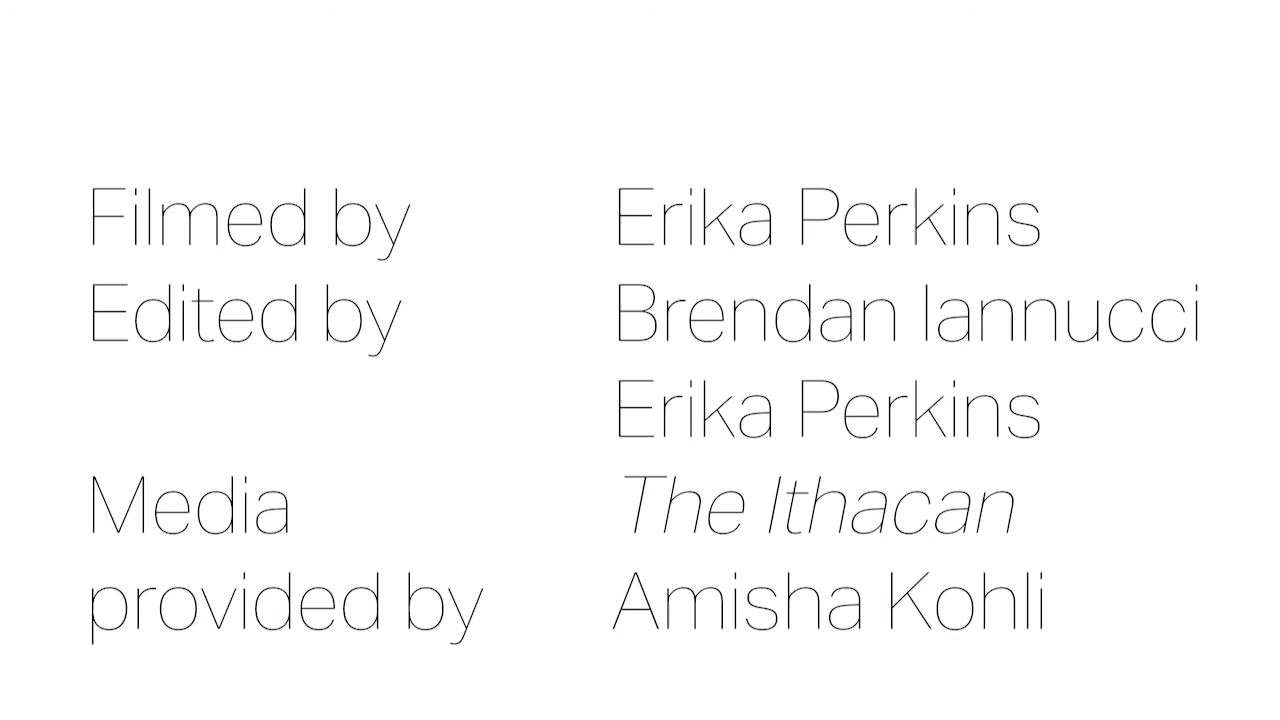 Filmed by Erika Perkins
Edited by Brendan Iannucci
Erika Perkins
Media The Ithacan
provided by Amisha Kohli